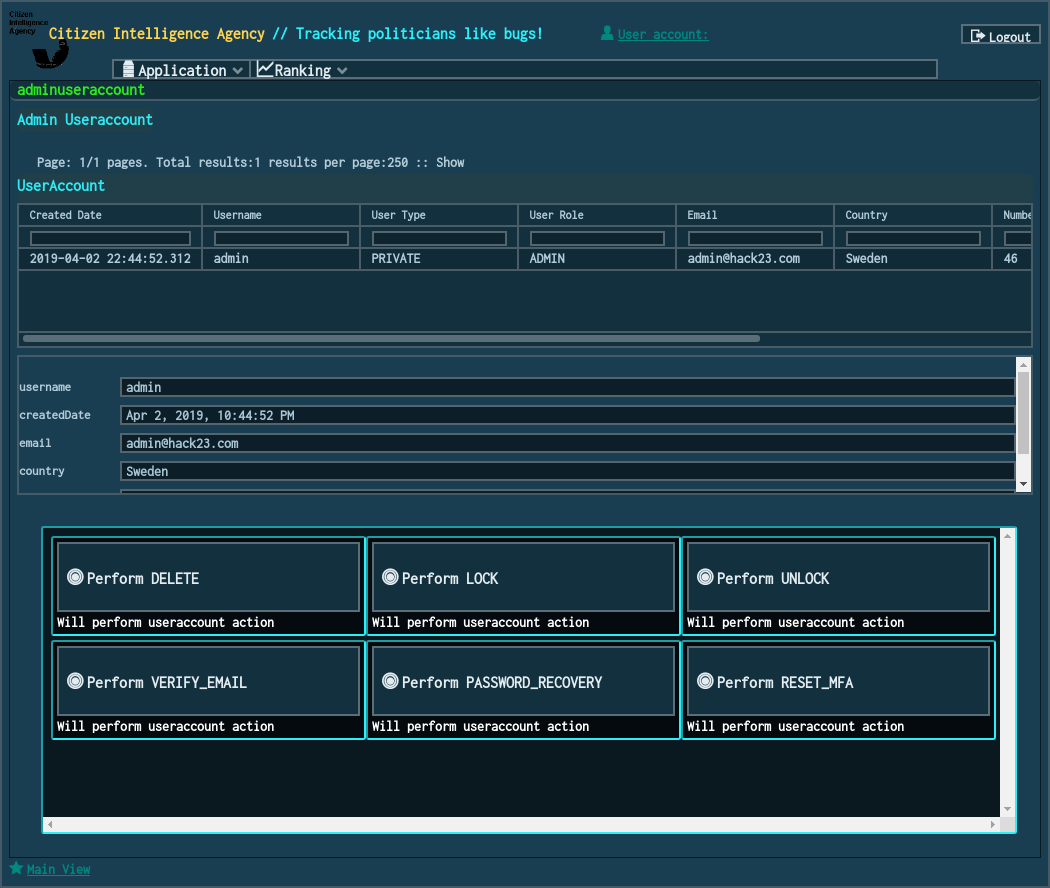 Citizen
Intelligence
Agency
Citizen Intelligence Agency // Tracking politicians like bugs!
User account:
Logout
Application
Ranking
adminuseraccount
Admin Useraccount
Page: 1/1 pages. Total results:1 results per page:250 :: Show
UserAccount
Created Date Username User Type User Role Email Country Numbe
2019-04-02 22:44:52.312 admin PRIVATE ADMIN admin@hack23.com Sweden 46
username admin
createdDate Apr 2, 2019, 10:44:52 PM
email admin@hack23.com
country Sweden
Perform DELETE Perform LOCK Perform UNLOCK
Will perform useraccount action Will perform useraccount action Will perform useraccount action
Perform VERIFY_EMAIL Perform PASSWORD_RECOVERY Perform RESET_MFA
Will perform useraccount action Will perform useraccount action Will perform useraccount action
Main View